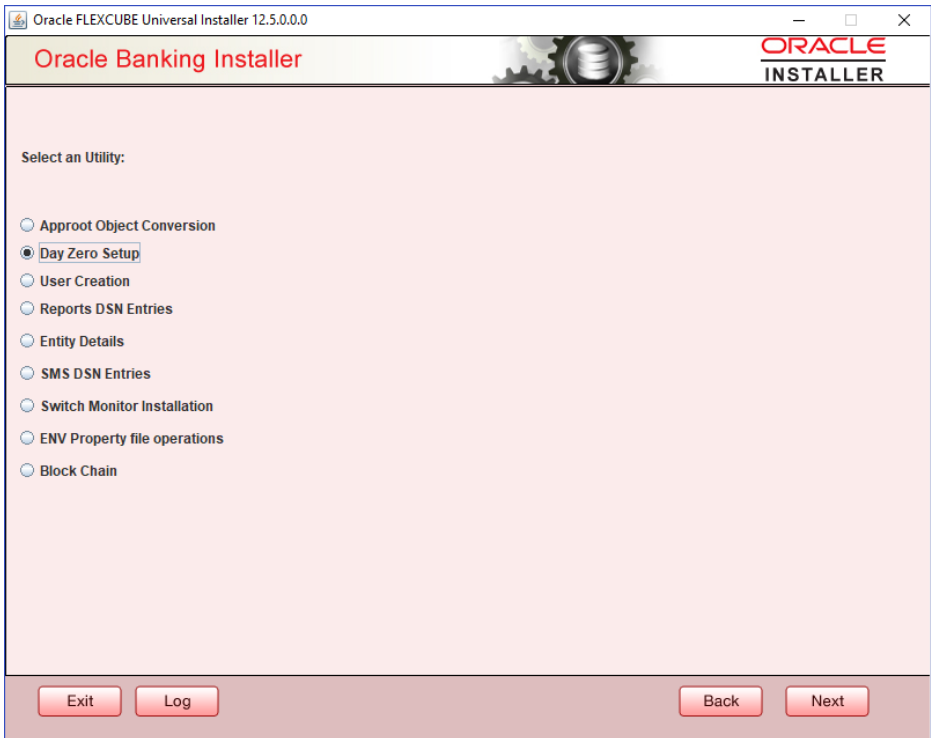 Oracle FLEXCUBE Universal Installer 12.5.0.0.0
Oracle Banking Installer
ORACLE
INSTALLER
Select an Utility:
Approot Object Conversion
Day Zero Setup
User Creation
Reports DSN Entries
Entity Details
SMS DSN Entries
Switch Monitor Installation
ENV Property file operations
Block Chain
Exit Log Back Next